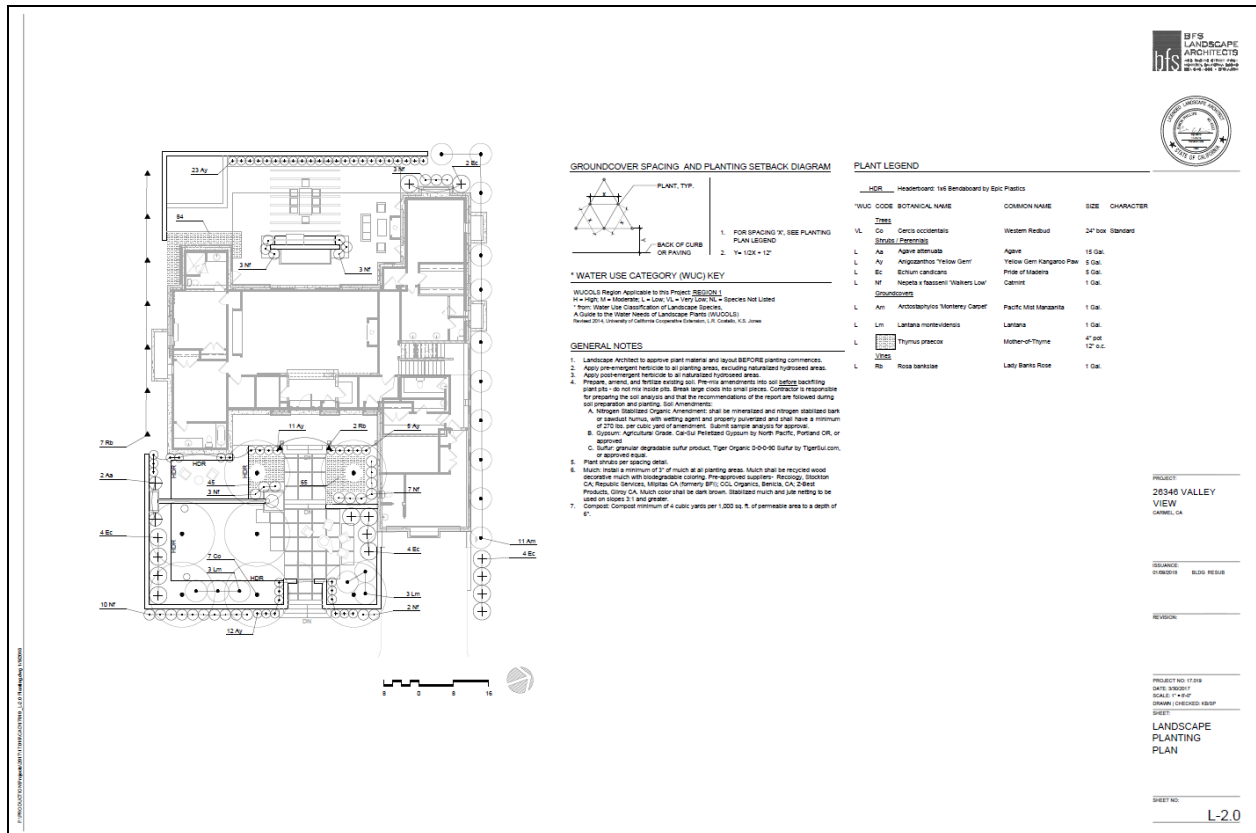 BFS
LANDSCAPE
ARCHITECTS
bfs
LICENSED LANDSCAPE ARCHITECT
STATE OF CALIFORNIA
23 Ay
3 Nf
2 Ec
84
3 Nf
3 Nf
7 Rb
11 Ay
2 Rb
5 Ay
HDR
HDR
2 Aa
45
3 Nf
55
7 Nf
4 Ec
HDR
7 Co
3 Lm
HDR
4 Ec
11 Am
4 Ec
3 Lm
10 Nf
2 Nf
12 Ay
DN
8 0 8 16
GROUNDCOVER SPACING AND PLANTING SETBACK DIAGRAM
PLANT, TYP.
BACK OF CURB
OR PAVING
1. FOR SPACING 'X', SEE PLANTING
PLAN LEGEND
2. Y= 1/2X + 12"
* WATER USE CATEGORY (WUC) KEY
WUCOLS Region Applicable to this Project: REGION 1
H = High; M = Moderate; L = Low; VL = Very Low; NL = Species Not Listed
* from: Water Use Classification of Landscape Species,
A Guide to the Water Needs of Landscape Plants (WUCOLS)
Revised 2014, University of California Cooperative Extension, L.R. Costello, K.S. Jones
GENERAL NOTES
1. Landscape Architect to approve plant material and layout BEFORE planting commences.
2. Apply pre-emergent herbicide to all planting areas, excluding naturalized hydroseed areas.
3. Apply post-emergent herbicide to all naturalized hydroseed areas.
4. Prepare, amend, and fertilize existing soil. Pre-mix amendments into soil before backfilling
plant pits - do not mix inside pits. Break large clods into small pieces. Contractor is responsible
for preparing the soil analysis and that the recommendations of the report are followed during
soil preparation and planting. Soil Amendments:
A. Nitrogen Stabilized Organic Amendment: shall be mineralized and nitrogen stabilized bark
or sawdust humus, with wetting agent and properly pulverized and shall have a minimum
of 270 lbs. per cubic yard of amendment. Submit sample analysis for approval.
B. Gypsum: Agricultural Grade. Cal-Sul Pelletized Gypsum by North Pacific, Portland OR, or
approved
C. Sulfur: granular degradable sulfur product, Tiger Organic 0-0-0-90 Sulfur by TigerSul.com,
or approved equal.
5. Plant shrubs per spacing detail.
6. Mulch: Install a minimum of 3" of mulch at all planting areas. Mulch shall be recycled wood
decorative mulch with biodegradable coloring. Pre-approved suppliers- Recology, Stockton
CA; Republic Services, Milpitas CA (formerly BFI); CCL Organics, Benicia, CA; Z-Best
Products, Gilroy CA. Mulch color shall be dark brown. Stabilized mulch and jute netting to be
used on slopes 3:1 and greater.
7. Compost: Compost minimum of 4 cubic yards per 1,000 sq. ft. of permeable area to a depth of
6".
PLANT LEGEND
HDR Headerboard: 1x6 Bendaboard by Epic Plastics
*WUC CODE BOTANICAL NAME COMMON NAME SIZE CHARACTER
Trees
VL Co Cercis occidentalis Western Redbud 24" box Standard
Shrubs / Perennials
L Aa Agave attenuata Agave 15 Gal.
L Ay Anigozanthos 'Yellow Gem' Yellow Gem Kangaroo Paw 5 Gal.
L Ec Echium candicans Pride of Madeira 5 Gal.
L Nf Nepeta x faassenii 'Walkers Low' Catmint 1 Gal.
Groundcovers
L Am Arctostaphylos 'Monterey Carpet' Pacific Mist Manzanita 1 Gal.
L Lm Lantana montevidensis Lantana 1 Gal.
L Thymus praecox Mother-of-Thyme 4" pot
12" o.c.
Vines
L Rb Rosa banksiae Lady Banks Rose 1 Gal.
PROJECT:
26346 VALLEY
VIEW
CARMEL, CA
ISSUANCE:
01/09/2019 BLDG RESUB
REVISION:
PROJECT NO: 17.019
DATE: 3/30/2017
SCALE: 1" = 8'-0"
DRAWN | CHECKED: KB/SP
SHEET:
LANDSCAPE
PLANTING
PLAN
SHEET NO:
L-2.0